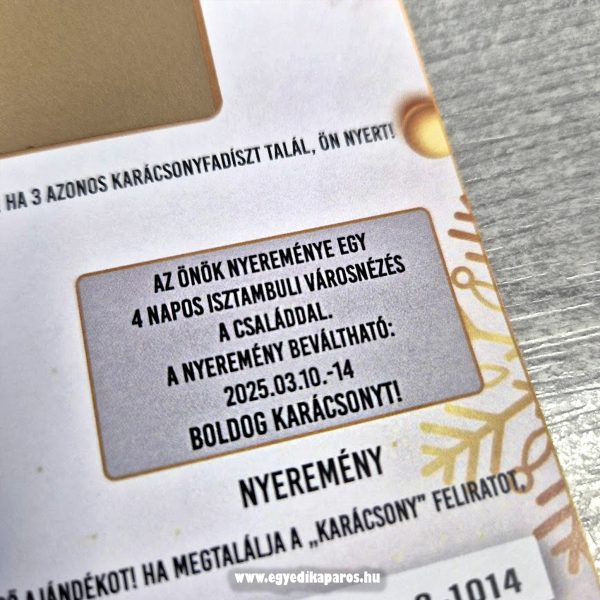 HA 3 AZONOS KARÁCSONYFADÍSZT TALÁL, ÖN NYERT!
AZ ÖNÖK NYEREMÉNYE EGY
4 NAPOS ISZTAMBULI VÁROSNÉZÉS
A CSALÁDDAL.
A NYEREMÉNY BEVÁLTHATÓ:
2025.03.10.-14
BOLDOG KARÁCSONYT!
NYEREMÉNY
AJÁNDÉKOT! HA MEGTALÁLJA A „KARÁCSONY” FELIRATOT,
-1014
www.egyedikaparos.hu